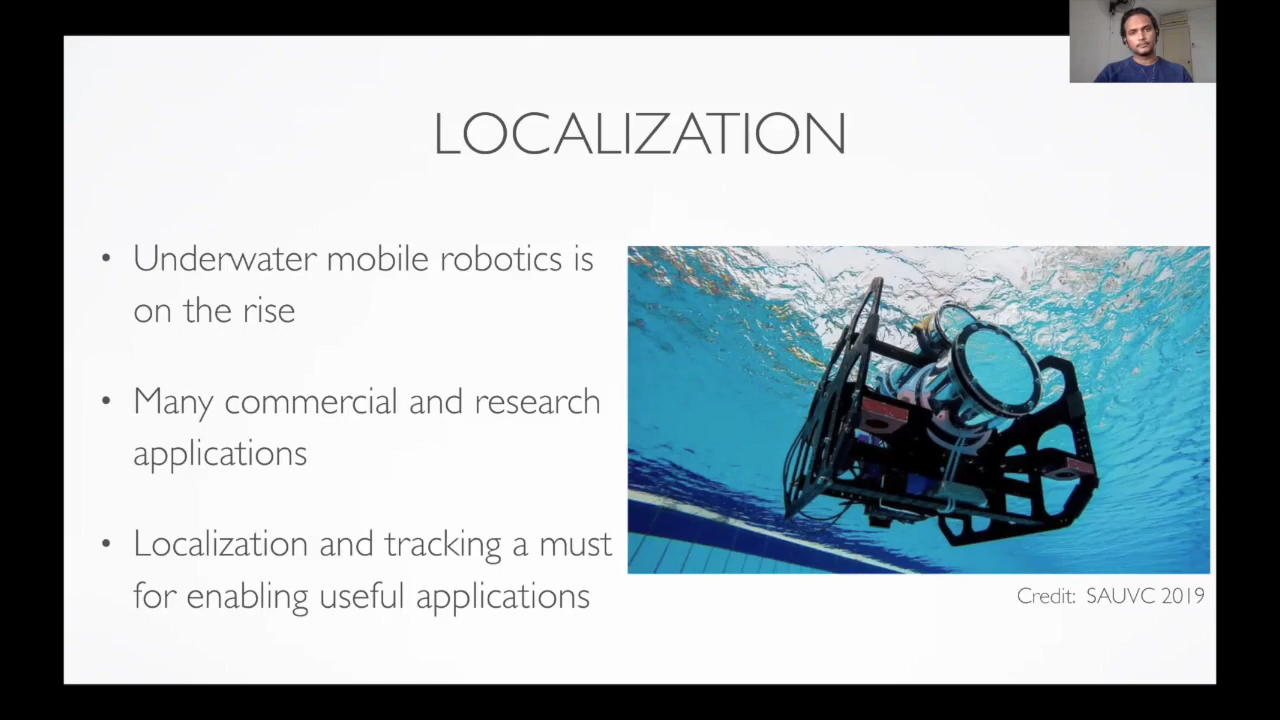 LOCALIZATION
• Underwater mobile robotics is
on the rise
• Many commercial and research
applications
• Localization and tracking a must
for enabling useful applications
Credit: SAUVC 2019